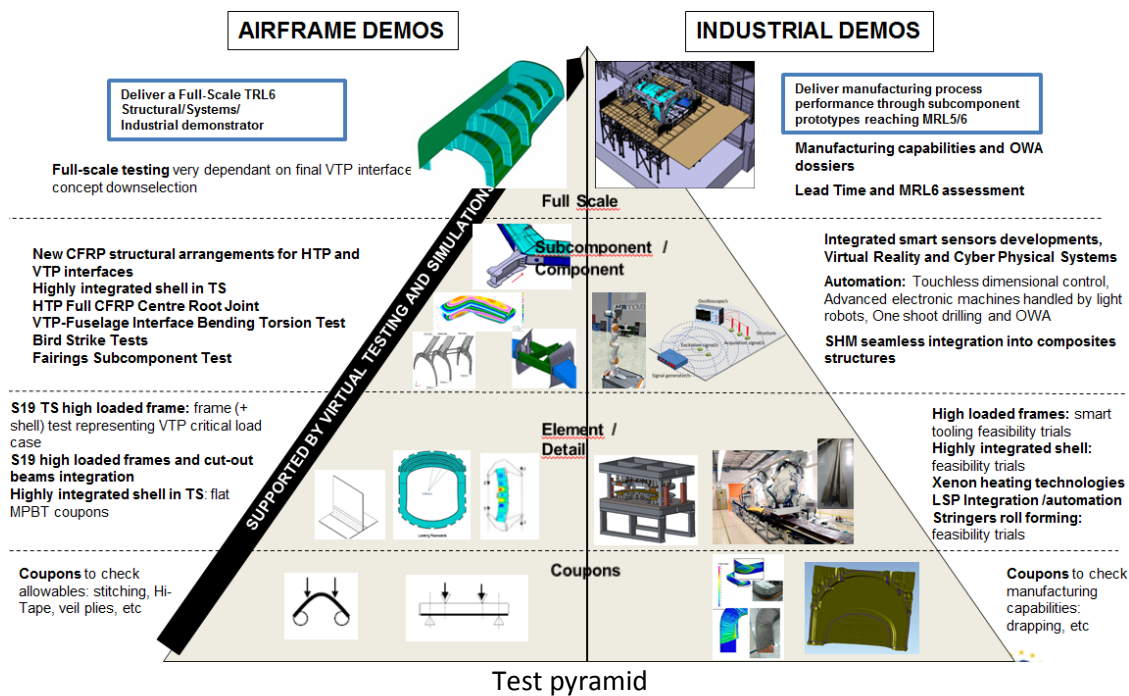 AIRFRAME DEMOS
INDUSTRIAL DEMOS
Deliver a Full-Scale TRL6
Structural/Systems/
Industrial demonstrator
Deliver manufacturing process
performance through subcomponent
prototypes reaching MRL5/6
Full-scale testing very dependant on final VTP interface
concept downselection
Manufacturing capabilities and OWA
dossiers
Lead Time and MRL6 assessment
SUPPORTED BY VIRTUAL TESTING AND SIMULATIONS
Full Scale
New CFRP structural arrangements for HTP and
VTP interfaces
Highly integrated shell in TS
HTP Full CFRP Centre Root Joint
VTP-Fuselage Interface Bending Torsion Test
Bird Strike Tests
Fairings Subcomponent Test
Subcomponent /
Component
Oscilloscope/s
Structure
Acquisition signal/s
Excitation signal/s
Signal generation/s
Integrated smart sensors developments,
Virtual Reality and Cyber Physical Systems
Automation: Touchless dimensional control,
Advanced electronic machines handled by light
robots, One shoot drilling and OWA
SHM seamless integration into composites
structures
S19 TS high loaded frame: frame (+
shell) test representing VTP critical load
case
S19 high loaded frames and cut-out
beams integration
Highly integrated shell in TS: flat
MPBT coupons
Element /
Detail
High loaded frames: smart
tooling feasibility trials
Highly integrated shell:
feasibility trials
Xenon heating technologies
LSP Integration /automation
Stringers roll forming:
feasibility trials
Coupons to check
allowables: stitching, Hi-
Tape, veil plies, etc
Coupons
Coupons to check
manufacturing
capabilities:
drapping, etc
Test pyramid